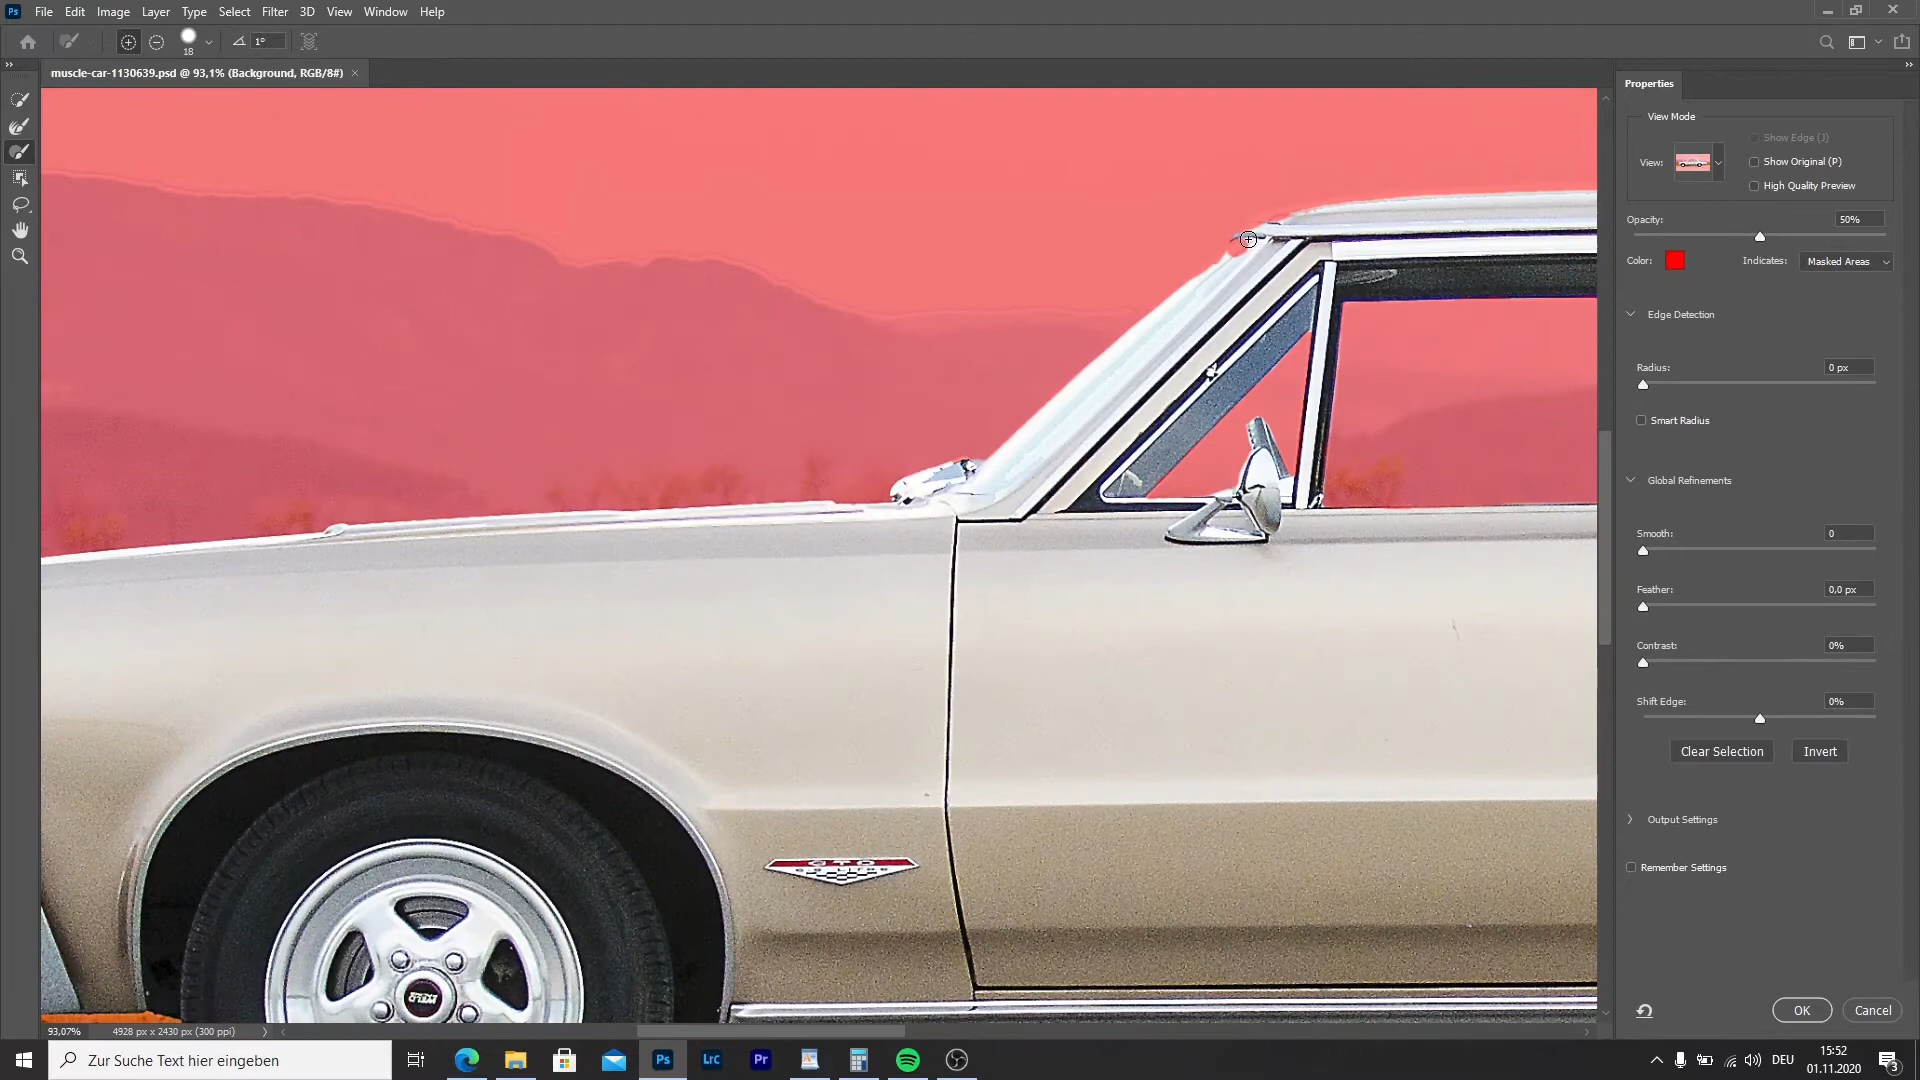 Ps File Edit Image Layer Type Select Filter 3D View Window Help
18
1°
muscle-car-1130639.psd @ 93,1% (Background, RGB/8#)
Properties
View Mode
Show Edge (J)
View:
Show Original (P)
High Quality Preview
Opacity: 50%
Color: Indicates: Masked Areas
Edge Detection
Radius: 0 px
Smart Radius
Global Refinements
Smooth: 0
Feather: 0,0 px
Contrast: 0%
Shift Edge: 0%
Clear Selection Invert
Output Settings
Remember Settings
GTO
OK Cancel
93,07% 4928 px x 2430 px (300 ppi)
Zur Suche Text hier eingeben
Ps Lrc Pr
DEU
15:52
01.11.2020
3